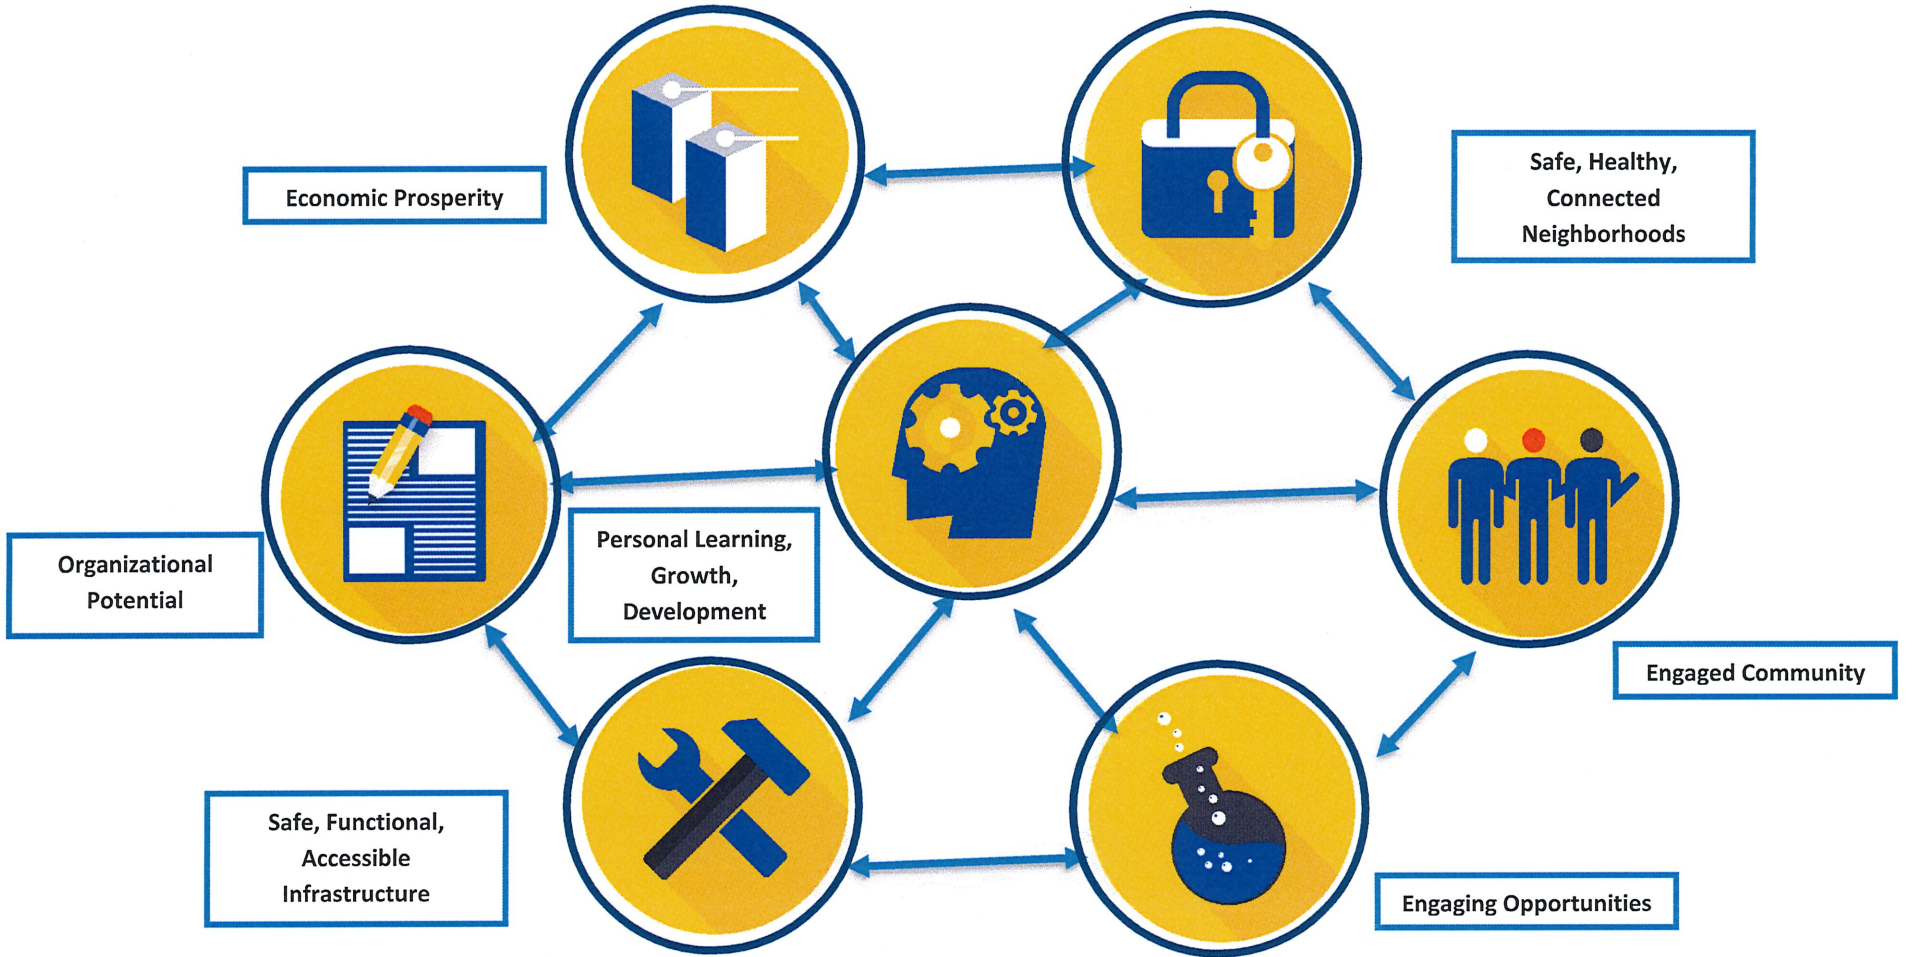 Economic Prosperity
Safe, Healthy,
Connected
Neighborhoods
Organizational
Potential
Personal Learning,
Growth,
Development
Engaged Community
Safe, Functional,
Accessible
Infrastructure
Engaging Opportunities